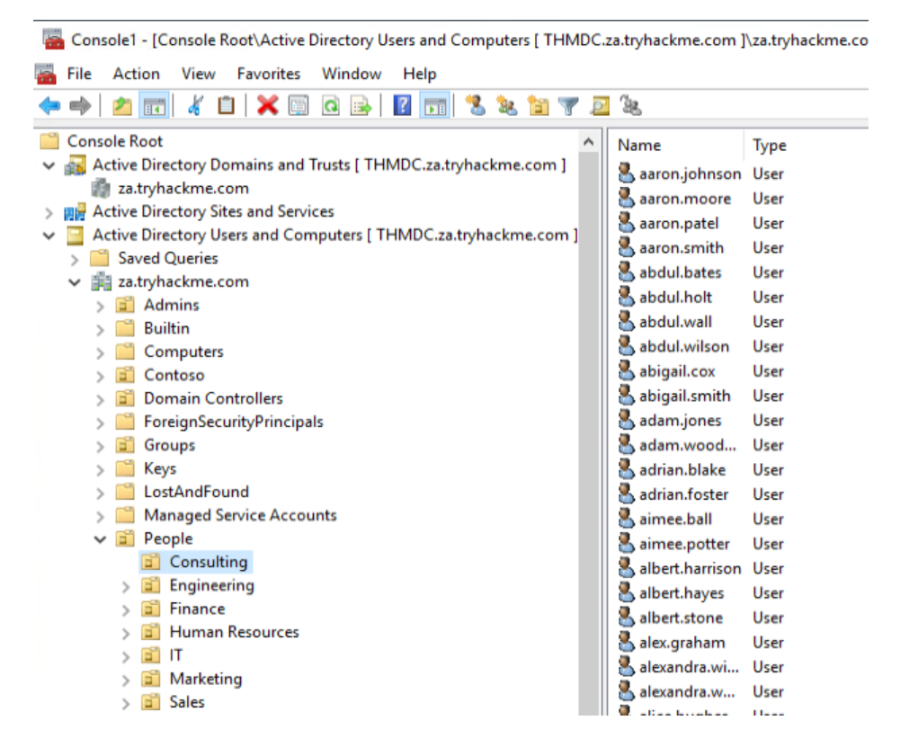 Console1 - [Console Root\Active Directory Users and Computers [ THMDC.za.tryhackme.com ]\za.tryhackme.co
File Action View Favorites Window Help
Console Root
Active Directory Domains and Trusts [ THMDC.za.tryhackme.com ]
za.tryhackme.com
Active Directory Sites and Services
Active Directory Users and Computers [ THMDC.za.tryhackme.com ]
Saved Queries
za.tryhackme.com
Admins
Builtin
Computers
Contoso
Domain Controllers
ForeignSecurityPrincipals
Groups
Keys
LostAndFound
Managed Service Accounts
People
Consulting
Engineering
Finance
Human Resources
IT
Marketing
Sales
Name Type
aaron.johnson User
aaron.moore User
aaron.patel User
aaron.smith User
abdul.bates User
abdul.holt User
abdul.wall User
abdul.wilson User
abigail.cox User
abigail.smith User
adam.jones User
adam.wood... User
adrian.blake User
adrian.foster User
aimee.ball User
aimee.potter User
albert.harrison User
albert.hayes User
albert.stone User
alex.graham User
alexandra.wi... User
alexandra.w... User